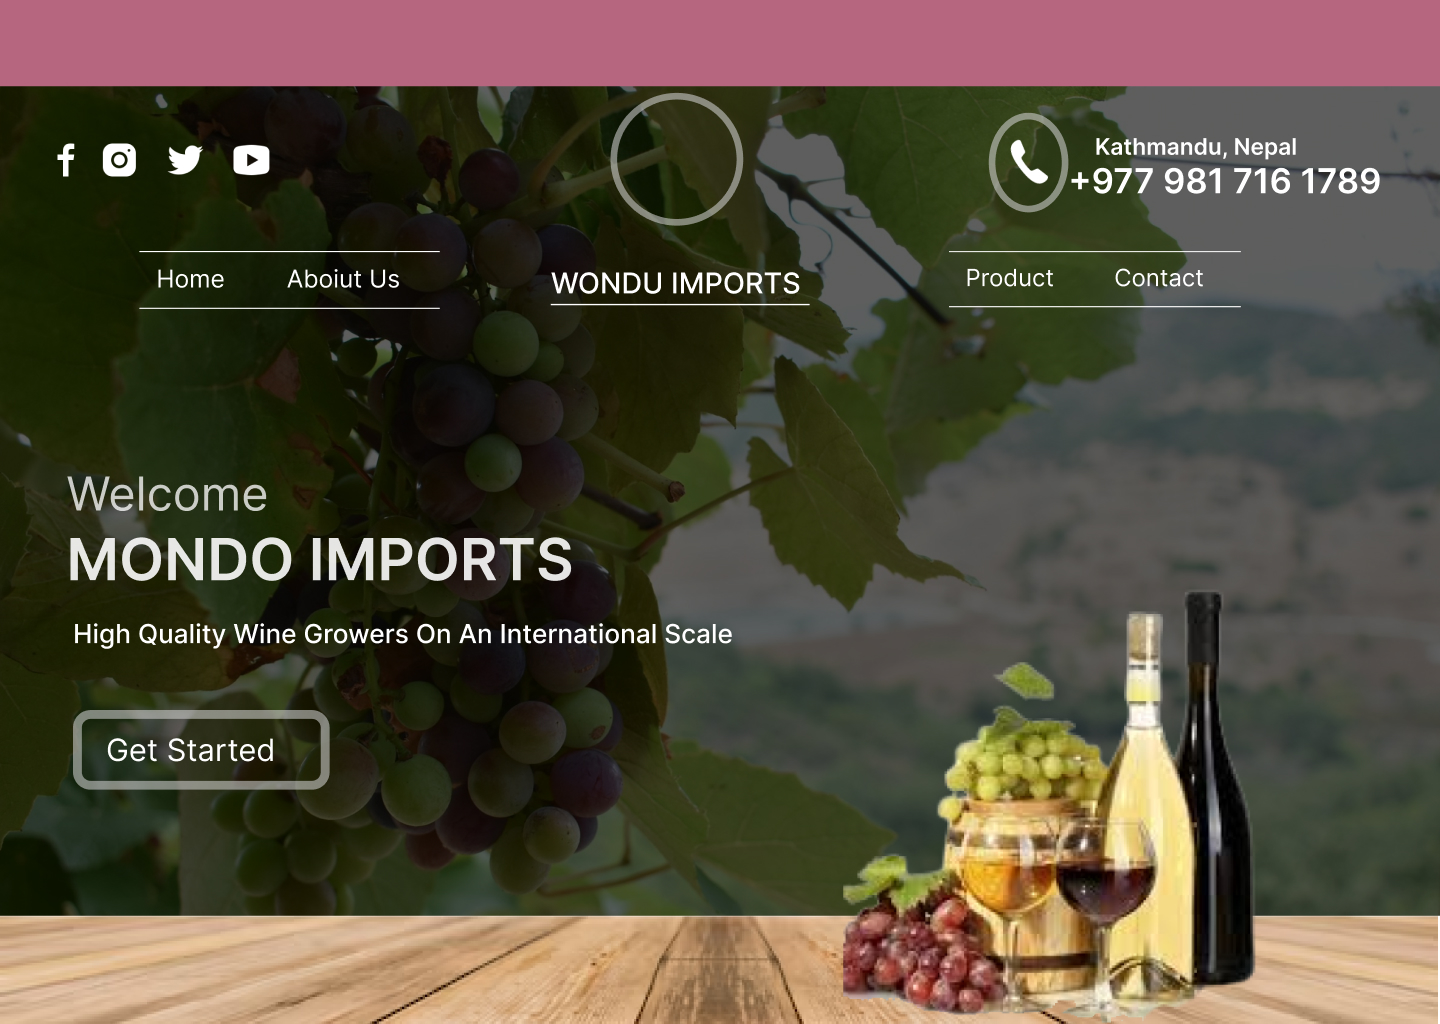 Kathmandu, Nepal
+977 981 716 1789
Home
Aboiut Us
WONDU IMPORTS
Product
Contact
Welcome
MONDO IMPORTS
High Quality Wine Growers On An International Scale
Get Started